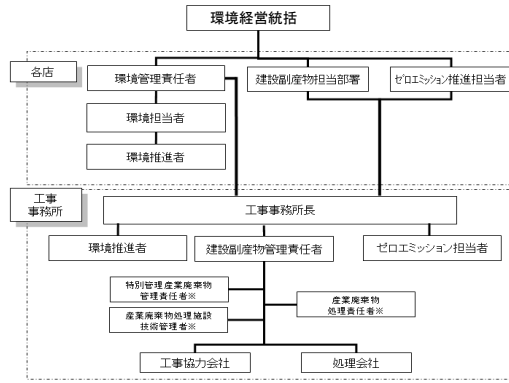 環境経営統括
各店
環境管理責任者
建設副産物担当部署
ゼロエミッション推進担当者
環境担当者
環境推進者
工事
事務所
工事事務所長
環境推進者
建設副産物管理責任者
ゼロエミッション担当者
特別管理産業廃棄物
管理責任者※
産業廃棄物
処理責任者※
産業廃棄物処理施設
技術管理者※
工事協力会社
処理会社